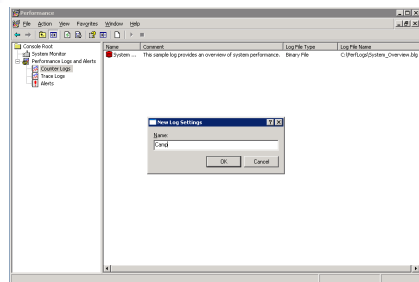 Performance
File Action View Favorites Window Help
Console Root
System Monitor
Performance Logs and Alerts
Counter Logs
Trace Logs
Alerts
Name Comment Log File Type Log File Name
System ... This sample log provides an overview of system performance. Binary File C:\PerfLogs\System_Overview.blg
New Log Settings
Name:
Camp
OK Cancel